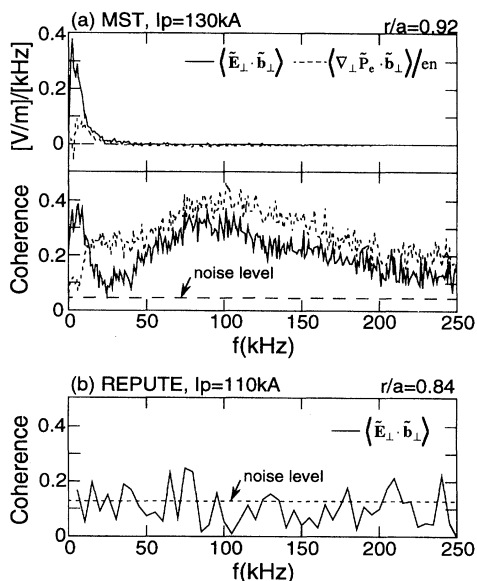 (a) MST, Ip=130kA r/a=0.92
⟨Ẽ⊥·b̃⊥⟩ ⟨∇⊥P̃e·b̃⊥⟩/en
[V/m]/[kHz]
0.4
0.2
0
Coherence
0.4
0.2
0
noise level
0 50 100 150 200 250
f(kHz)
(b) REPUTE, Ip=110kA r/a=0.84
⟨Ẽ⊥·b̃⊥⟩
Coherence
0.4
0.2
0
noise level
0 50 100 150 200 250
f(kHz)